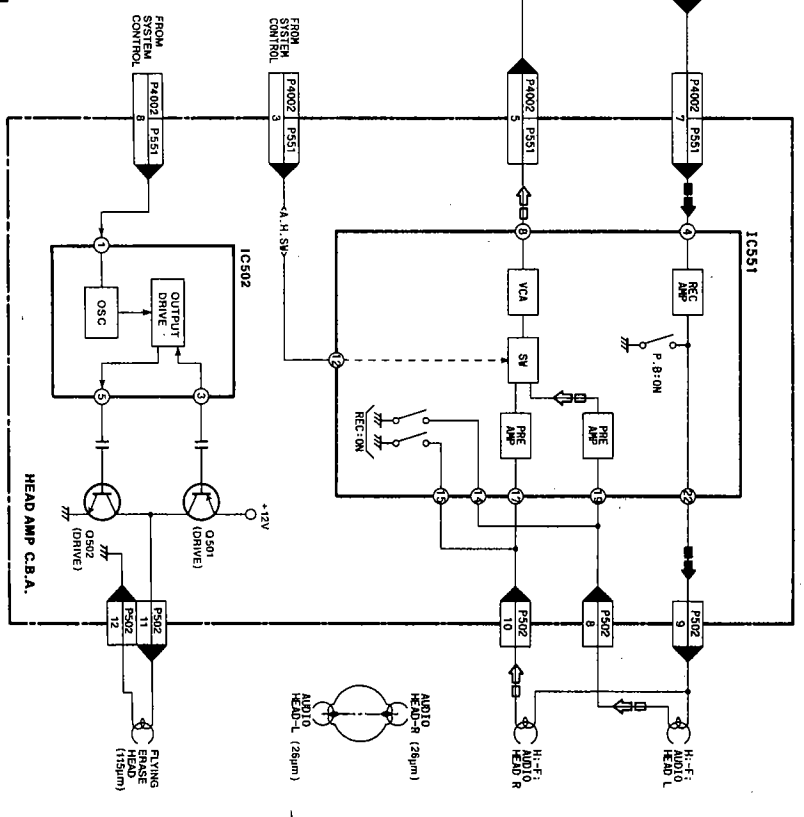 FROM
SYSTEM
CONTROL
FROM
SYSTEM
CONTROL
P4002 P551
8
P4002 P551
3
P4002 P551
5
P4002 P551
7
<A.H.SW>
IC502
1
OSC
OUTPUT
DRIVE
5
3
IC551
8
4
VCA
REC
AMP
SW
P.B:ON
12
PRE
AMP
PRE
AMP
REC:ON
15
14
17
19
22
+12V
Q502
(DRIVE)
Q501
(DRIVE)
HEAD AMP C.B.A.
P502
12
P502
11
P502
10
P502
8
P502
9
FLYING
ERASE
HEAD
(115μm)
AUDIO
HEAD-L (26μm)
AUDIO
HEAD-R (26μm)
Hi-Fi
AUDIO
HEAD R
Hi-Fi
AUDIO
HEAD L